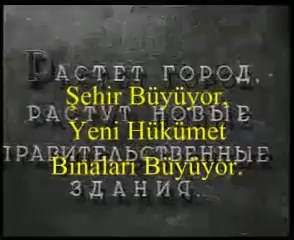 РАСТЕТ ГОРОД,
Şehir Büyüyor,
РАСТУТ НОВЫЕ
Yeni Hükümet
ПРАВИТЕЛЬСТВЕННЫЕ
Binaları Büyüyor.
ЗДАНИЯ.